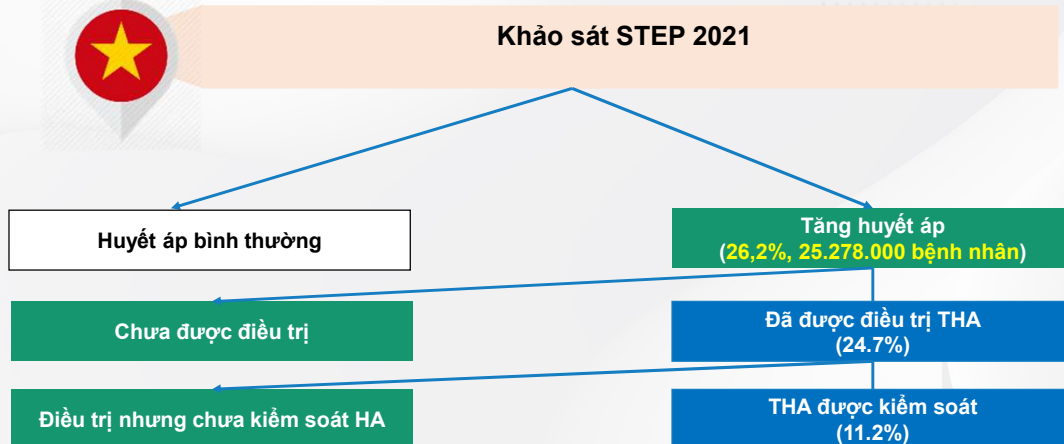 Khảo sát STEP 2021
Huyết áp bình thường
Tăng huyết áp
(26,2%, 25.278.000 bệnh nhân)
Chưa được điều trị
Đã được điều trị THA
(24.7%)
Điều trị nhưng chưa kiểm soát HA
THA được kiểm soát
(11.2%)